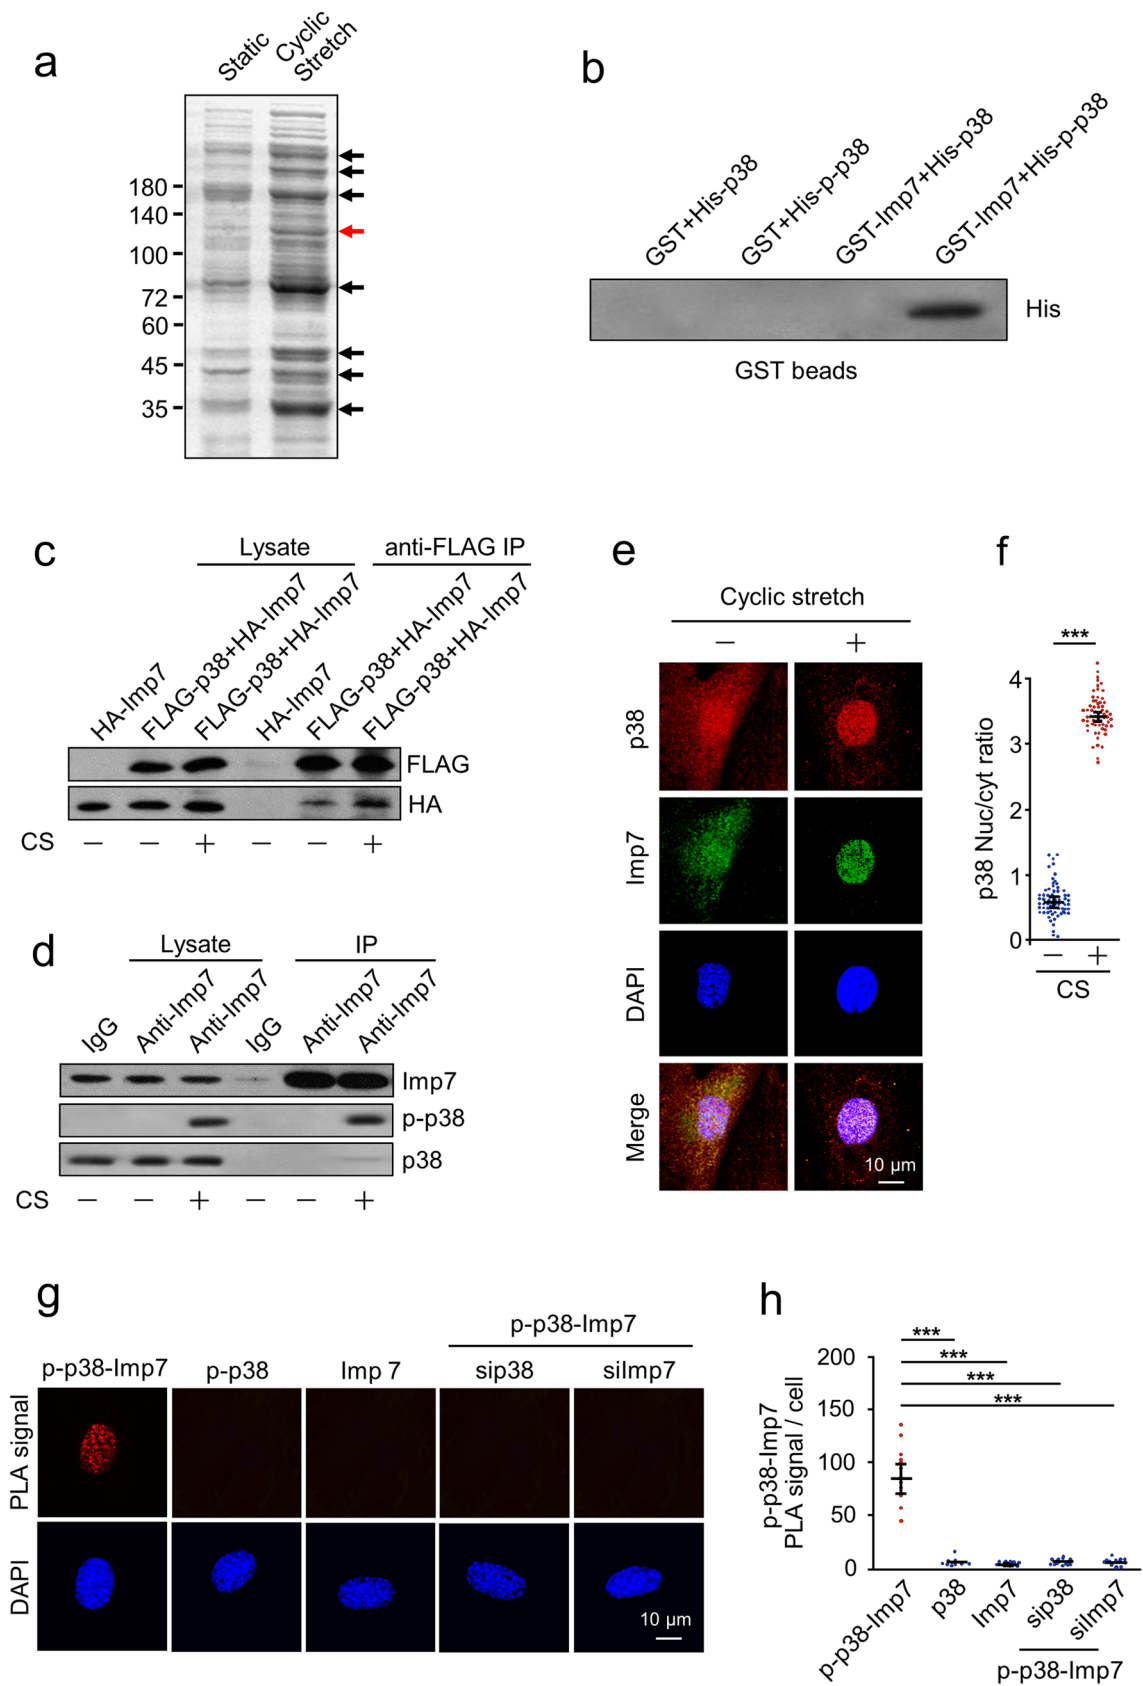 a
Static
Cyclic
Stretch
180
140
100
72
60
45
35
b
GST+His-p38
GST+His-p-p38
GST-Imp7+His-p38
GST-Imp7+His-p-p38
His
GST beads
c
Lysate
anti-FLAG IP
HA-Imp7
FLAG-p38+HA-Imp7
FLAG-p38+HA-Imp7
HA-Imp7
FLAG-p38+HA-Imp7
FLAG-p38+HA-Imp7
FLAG
HA
CS − − + − − +
d
Lysate
IP
IgG
Anti-Imp7
Anti-Imp7
IgG
Anti-Imp7
Anti-Imp7
Imp7
p-p38
p38
CS − − + − − +
e
Cyclic stretch
− +
p38
Imp7
DAPI
Merge
10 µm
f
***
p38 Nuc/cyt ratio
4
3
2
1
0
− +
CS
g
p-p38-Imp7
p-p38-Imp7 p-p38 Imp 7 sip38 siImp7
PLA signal
DAPI
10 µm
h
***
***
***
***
p-p38-Imp7
PLA signal / cell
200
150
100
50
0
p-p38-Imp7
p38
Imp7
sip38
siImp7
p-p38-Imp7